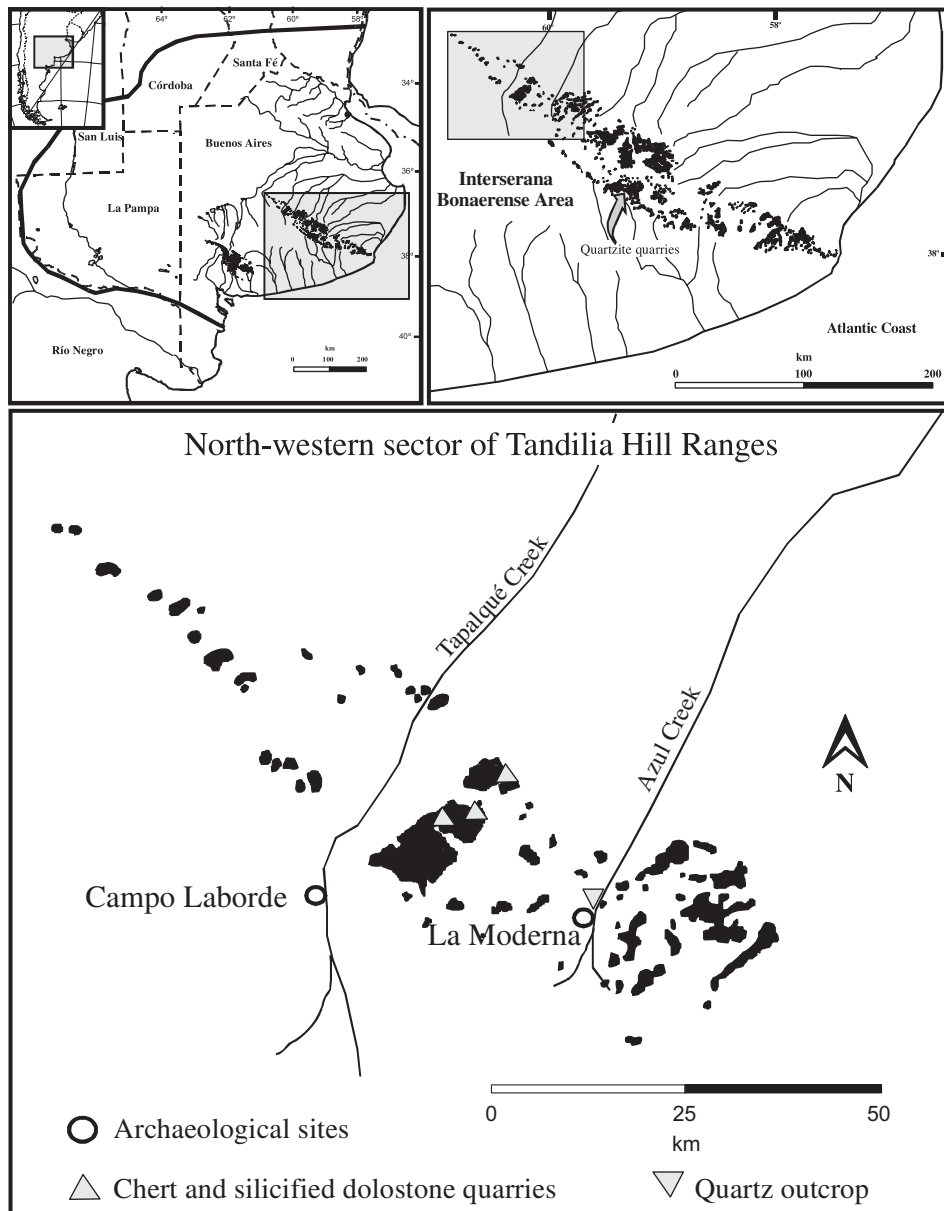 64°
62°
60°
58°
Santa Fé
34°
Córdoba
San Luis
Buenos Aires
36°
La Pampa
38°
Río Negro
40°
km
0 100 200
60°
58°
Interserana
Bonaerense Area
Quartzite quarries
38°
Atlantic Coast
km
0 100 200
North-western sector of Tandilia Hill Ranges
Tapalqué Creek
Azul Creek
N
Campo Laborde
La Moderna
0 25 50
km
Archaeological sites
Chert and silicified dolostone quarries
Quartz outcrop